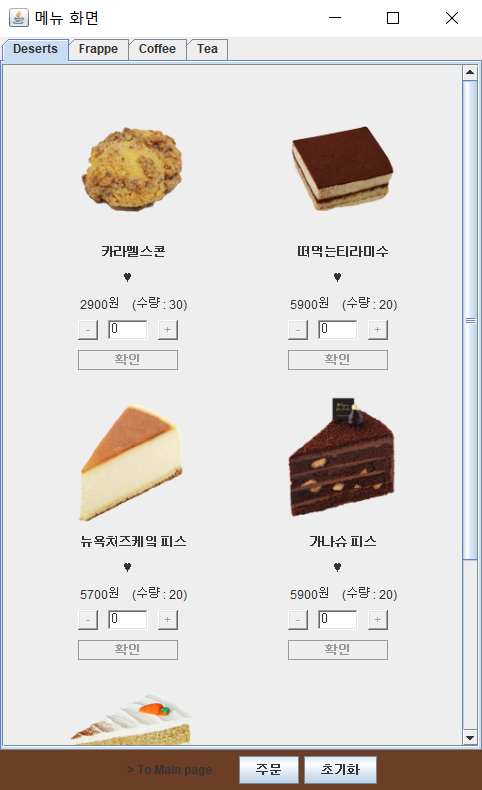 메뉴 화면
Deserts Frappe Coffee Tea
카라멜스콘 떠먹는티라미수
♥ ♥
2900원 (수량 : 30) 5900원 (수량 : 20)
- 0 + - 0 +
확인 확인
뉴욕처즈케잌 피스 가나슈 피스
♥ ♥
5700원 (수량 : 20) 5900원 (수량 : 20)
- 0 + - 0 +
확인 확인
> To Main page 주문 초기화